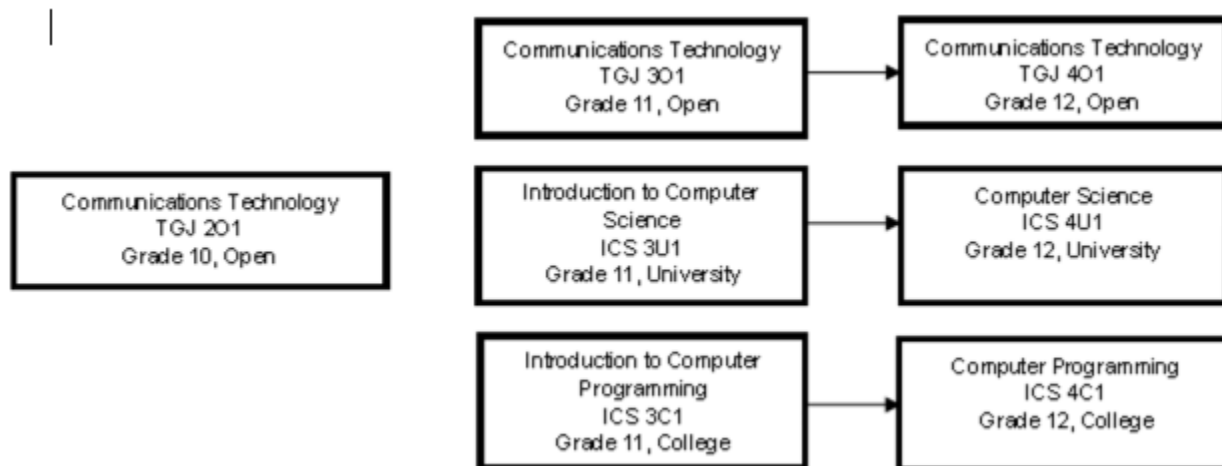 Communications Technology
TGJ 2O1
Grade 10, Open
Communications Technology
TGJ 3O1
Grade 11, Open
Communications Technology
TGJ 4O1
Grade 12, Open
Introduction to Computer
Science
ICS 3U1
Grade 11, University
Computer Science
ICS 4U1
Grade 12, University
Introduction to Computer
Programming
ICS 3C1
Grade 11, College
Computer Programming
ICS 4C1
Grade 12, College